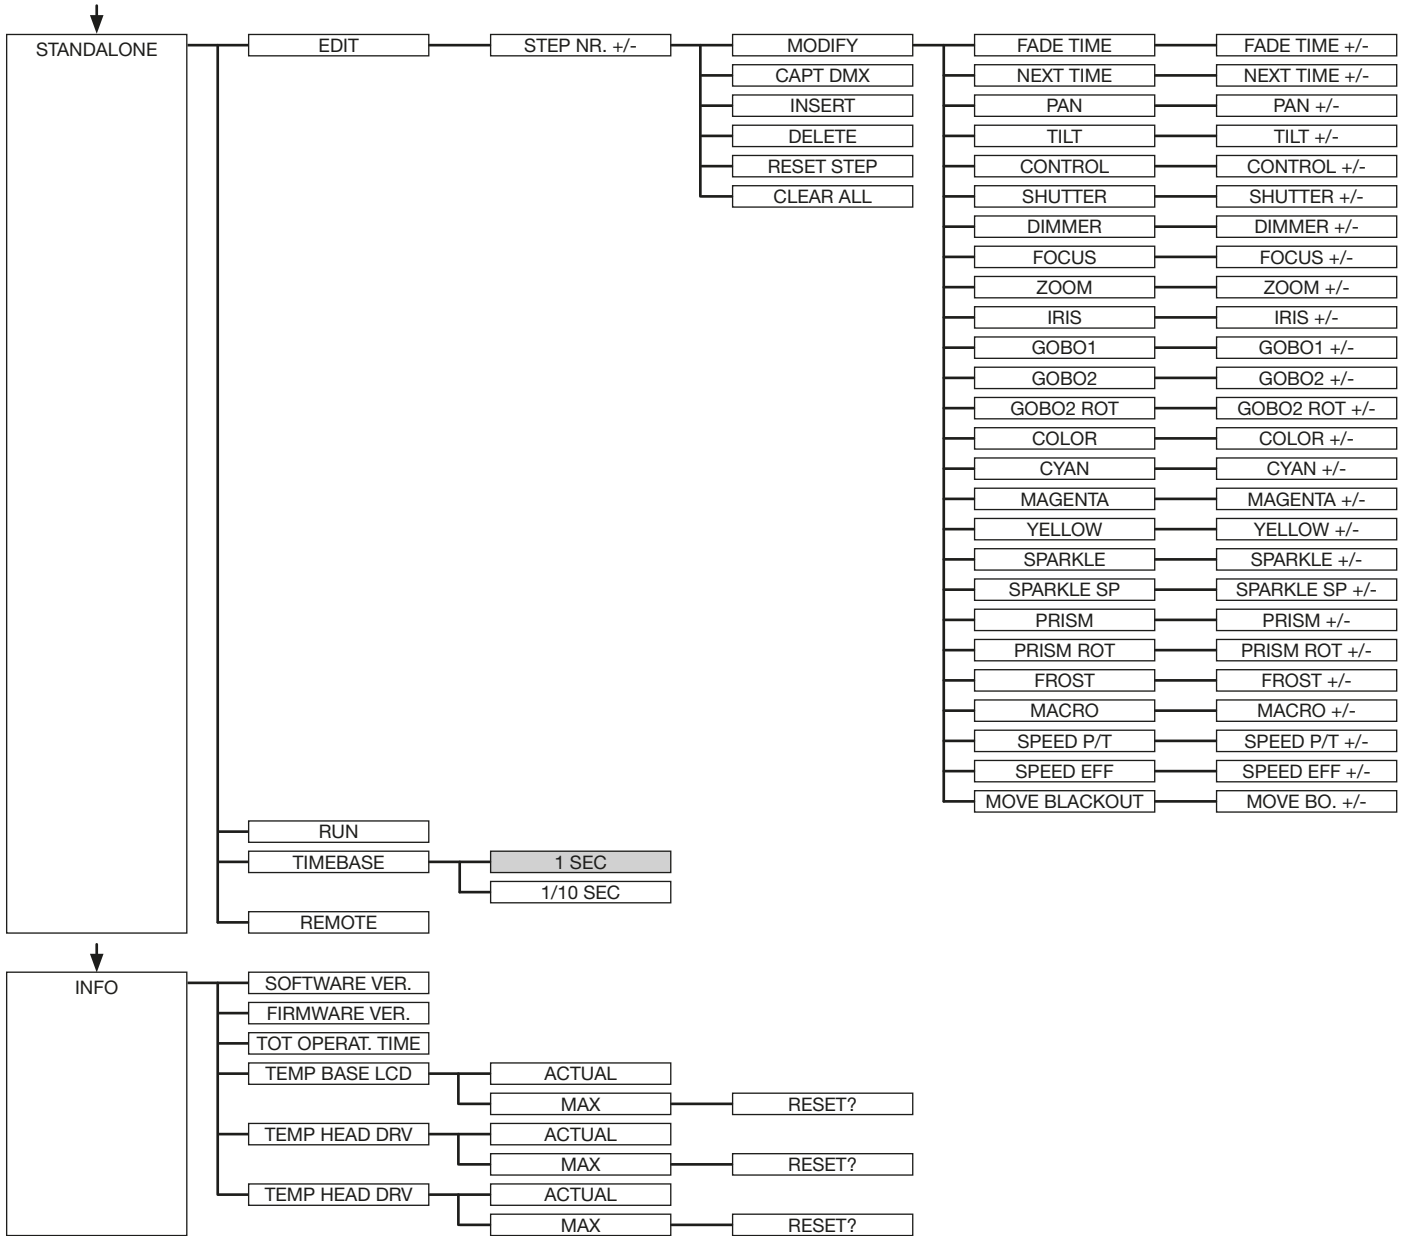 STANDALONE EDIT STEP NR. +/- MODIFY FADE TIME FADE TIME +/-
CAPT DMX NEXT TIME NEXT TIME +/-
INSERT PAN PAN +/-
DELETE TILT TILT +/-
RESET STEP CONTROL CONTROL +/-
CLEAR ALL SHUTTER SHUTTER +/-
DIMMER DIMMER +/-
FOCUS FOCUS +/-
ZOOM ZOOM +/-
IRIS IRIS +/-
GOBO1 GOBO1 +/-
GOBO2 GOBO2 +/-
GOBO2 ROT GOBO2 ROT +/-
COLOR COLOR +/-
CYAN CYAN +/-
MAGENTA MAGENTA +/-
YELLOW YELLOW +/-
SPARKLE SPARKLE +/-
SPARKLE SP SPARKLE SP +/-
PRISM PRISM +/-
PRISM ROT PRISM ROT +/-
FROST FROST +/-
MACRO MACRO +/-
SPEED P/T SPEED P/T +/-
SPEED EFF SPEED EFF +/-
MOVE BLACKOUT MOVE BO. +/-
RUN
TIMEBASE 1 SEC
1/10 SEC
REMOTE
INFO SOFTWARE VER.
FIRMWARE VER.
TOT OPERAT. TIME
TEMP BASE LCD ACTUAL
MAX RESET?
TEMP HEAD DRV ACTUAL
MAX RESET?
TEMP HEAD DRV ACTUAL
MAX RESET?